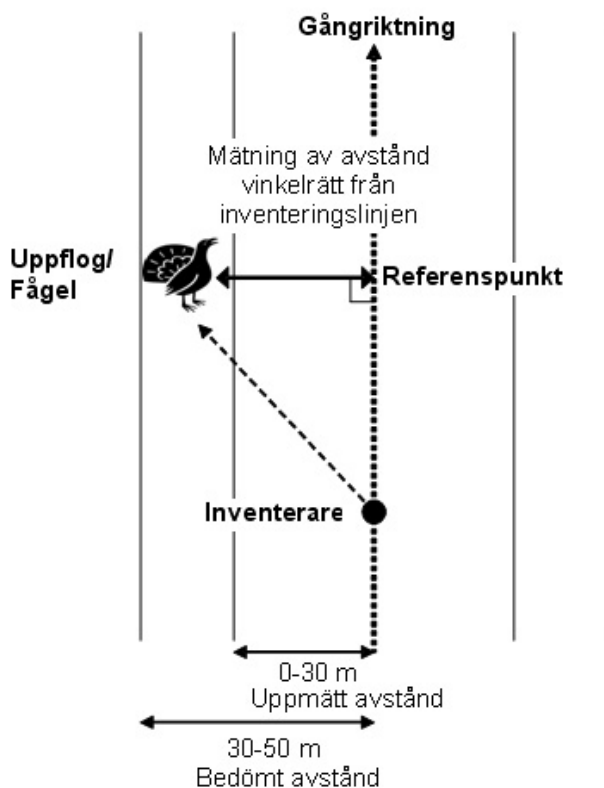 Gångriktning
Mätning av avstånd
vinkelrätt från
inventeringslinjen
Uppflog/
Fågel
Referenspunkt
Inventerare
0-30 m
Uppmätt avstånd
30-50 m
Bedömt avstånd